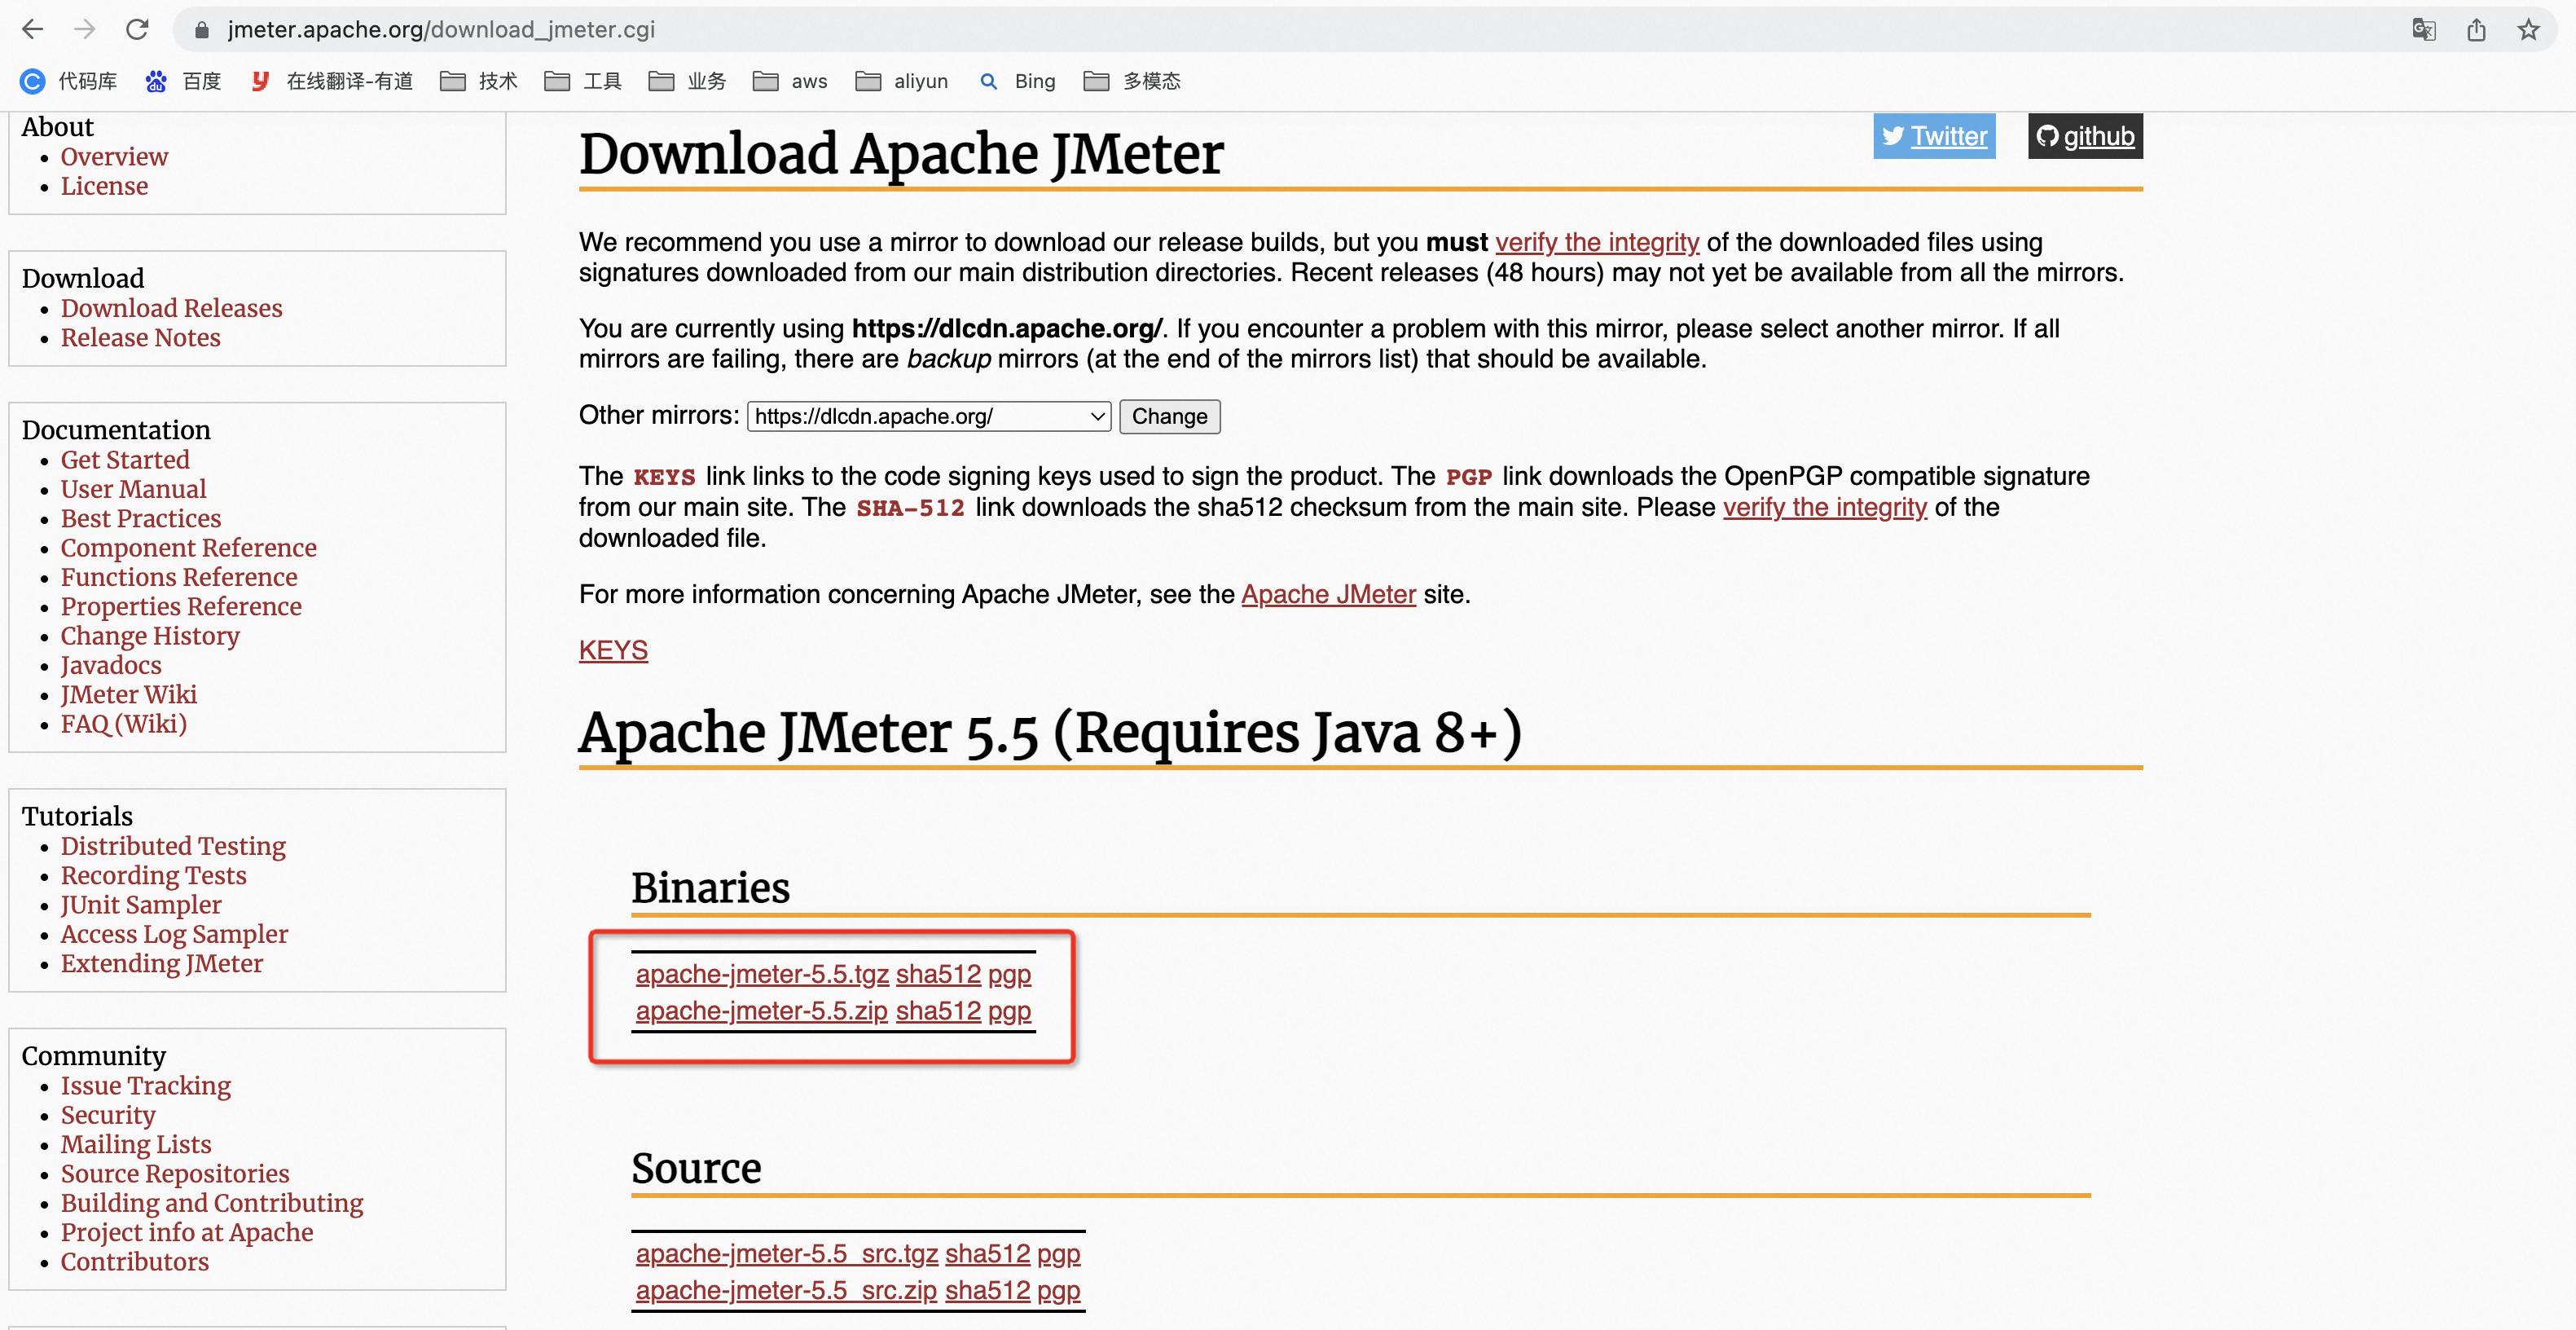 jmeter.apache.org/download_jmeter.cgi
代码库 百度 在线翻译-有道 技术 工具 业务 aws aliyun Bing 多模态
About
Overview
License
Download
Download Releases
Release Notes
Documentation
Get Started
User Manual
Best Practices
Component Reference
Functions Reference
Properties Reference
Change History
Javadocs
JMeter Wiki
FAQ (Wiki)
Tutorials
Distributed Testing
Recording Tests
JUnit Sampler
Access Log Sampler
Extending JMeter
Community
Issue Tracking
Security
Mailing Lists
Source Repositories
Building and Contributing
Project info at Apache
Contributors
Twitter github
Download Apache JMeter
We recommend you use a mirror to download our release builds, but you must verify the integrity of the downloaded files using
signatures downloaded from our main distribution directories. Recent releases (48 hours) may not yet be available from all the mirrors.
You are currently using https://dlcdn.apache.org/. If you encounter a problem with this mirror, please select another mirror. If all
mirrors are failing, there are backup mirrors (at the end of the mirrors list) that should be available.
Other mirrors: https://dlcdn.apache.org/ Change
The KEYS link links to the code signing keys used to sign the product. The PGP link downloads the OpenPGP compatible signature
from our main site. The SHA-512 link downloads the sha512 checksum from the main site. Please verify the integrity of the
downloaded file.
For more information concerning Apache JMeter, see the Apache JMeter site.
KEYS
Apache JMeter 5.5 (Requires Java 8+)
Binaries
apache-jmeter-5.5.tgz sha512 pgp
apache-jmeter-5.5.zip sha512 pgp
Source
apache-jmeter-5.5_src.tgz sha512 pgp
apache-jmeter-5.5_src.zip sha512 pgp